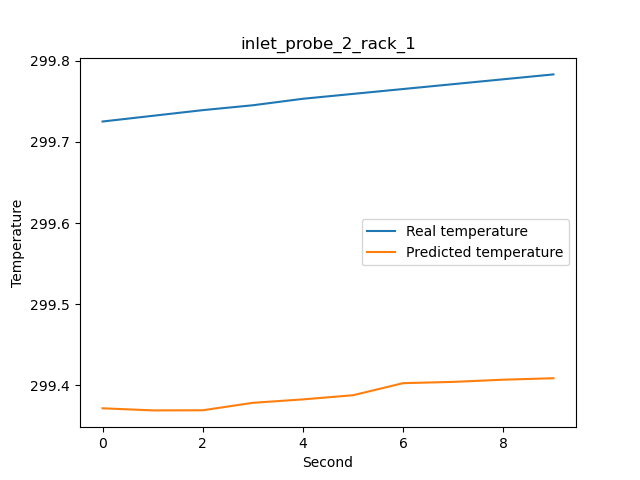 inlet_probe_2_rack_1
299.8
299.7
299.6
299.5
299.4
Temperature
Real temperature
Predicted temperature
0 2 4 6 8
Second